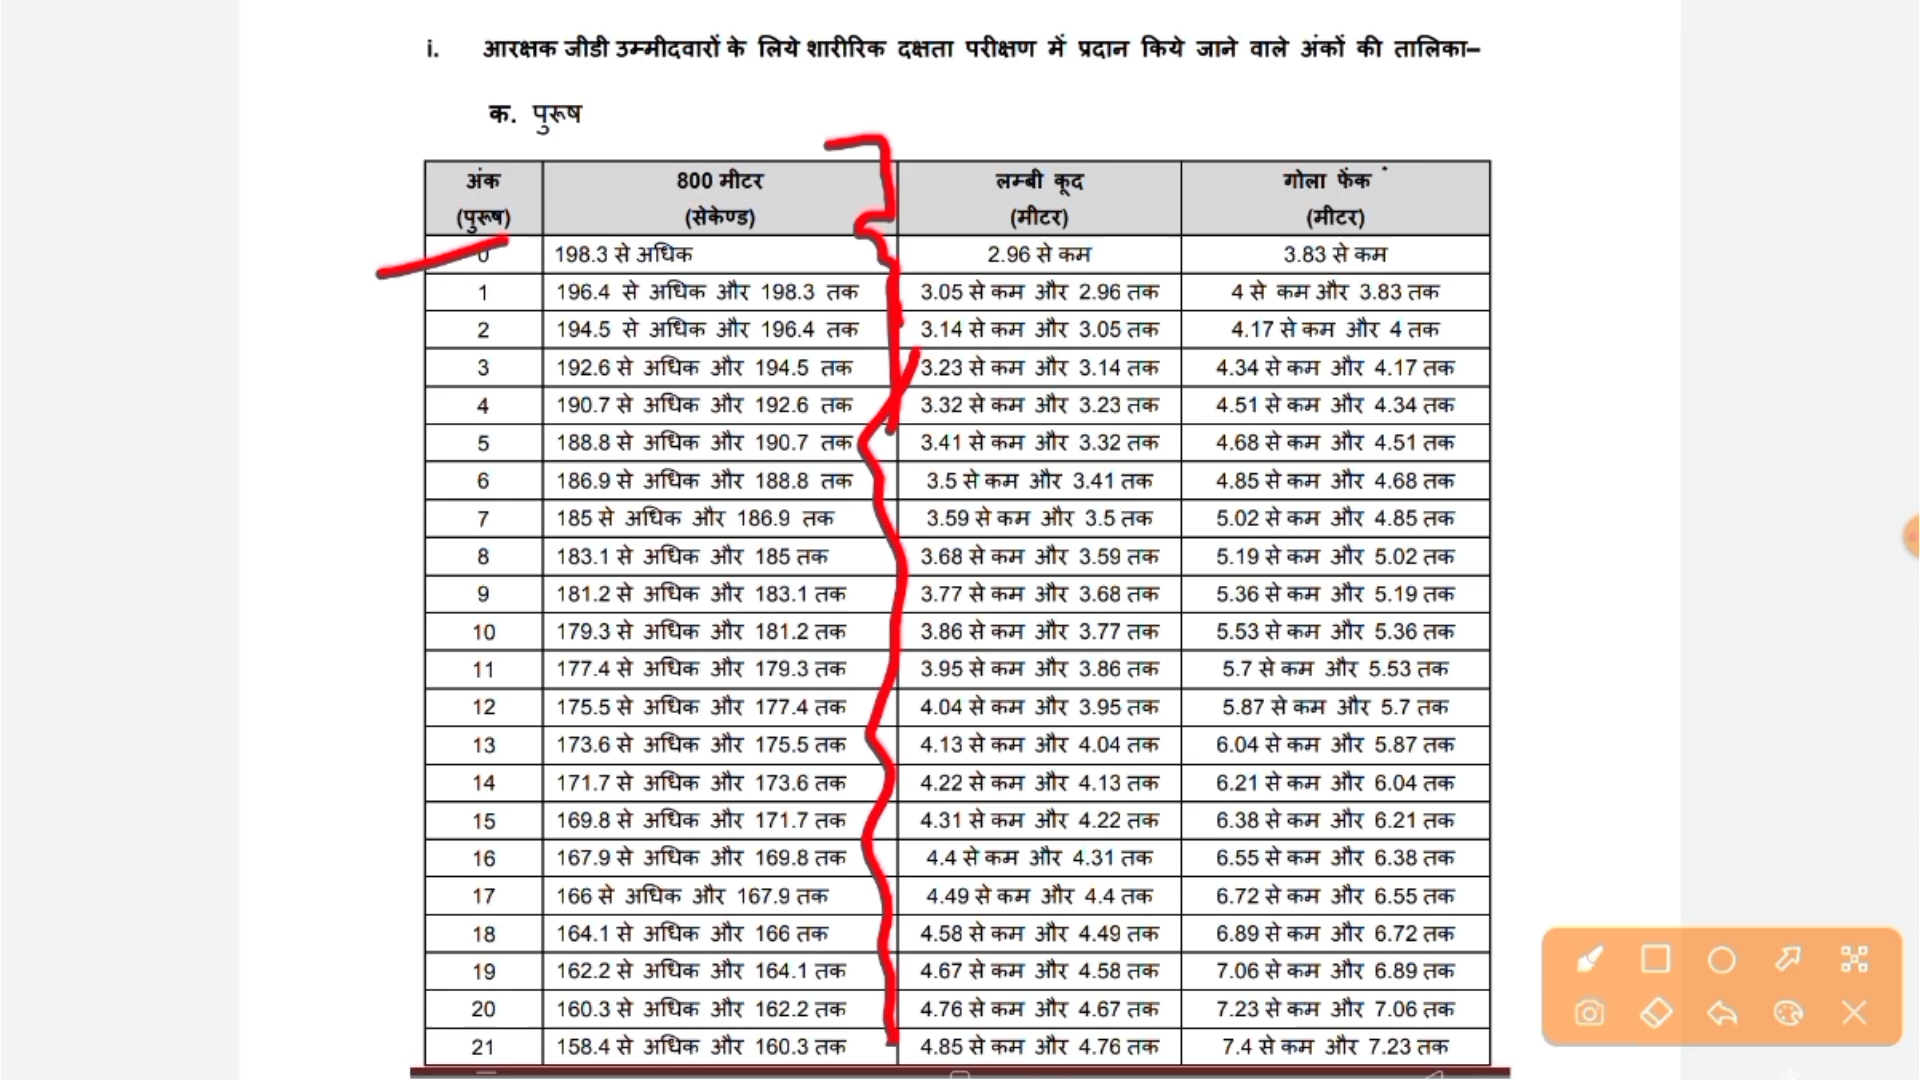 i. आरक्षक जीडी उम्मीदवारों के लिये शारीरिक दक्षता परीक्षण में प्रदान किये जाने वाले अंकों की तालिका–
क. पुरूष
अंक (पुरूष) 800 मीटर (सेकेण्ड) लम्बी कूद (मीटर) गोला फेंक (मीटर)
0 198.3 से अधिक 2.96 से कम 3.83 से कम
1 196.4 से अधिक और 198.3 तक 3.05 से कम और 2.96 तक 4 से कम और 3.83 तक
2 194.5 से अधिक और 196.4 तक 3.14 से कम और 3.05 तक 4.17 से कम और 4 तक
3 192.6 से अधिक और 194.5 तक 3.23 से कम और 3.14 तक 4.34 से कम और 4.17 तक
4 190.7 से अधिक और 192.6 तक 3.32 से कम और 3.23 तक 4.51 से कम और 4.34 तक
5 188.8 से अधिक और 190.7 तक 3.41 से कम और 3.32 तक 4.68 से कम और 4.51 तक
6 186.9 से अधिक और 188.8 तक 3.5 से कम और 3.41 तक 4.85 से कम और 4.68 तक
7 185 से अधिक और 186.9 तक 3.59 से कम और 3.5 तक 5.02 से कम और 4.85 तक
8 183.1 से अधिक और 185 तक 3.68 से कम और 3.59 तक 5.19 से कम और 5.02 तक
9 181.2 से अधिक और 183.1 तक 3.77 से कम और 3.68 तक 5.36 से कम और 5.19 तक
10 179.3 से अधिक और 181.2 तक 3.86 से कम और 3.77 तक 5.53 से कम और 5.36 तक
11 177.4 से अधिक और 179.3 तक 3.95 से कम और 3.86 तक 5.7 से कम और 5.53 तक
12 175.5 से अधिक और 177.4 तक 4.04 से कम और 3.95 तक 5.87 से कम और 5.7 तक
13 173.6 से अधिक और 175.5 तक 4.13 से कम और 4.04 तक 6.04 से कम और 5.87 तक
14 171.7 से अधिक और 173.6 तक 4.22 से कम और 4.13 तक 6.21 से कम और 6.04 तक
15 169.8 से अधिक और 171.7 तक 4.31 से कम और 4.22 तक 6.38 से कम और 6.21 तक
16 167.9 से अधिक और 169.8 तक 4.4 से कम और 4.31 तक 6.55 से कम और 6.38 तक
17 166 से अधिक और 167.9 तक 4.49 से कम और 4.4 तक 6.72 से कम और 6.55 तक
18 164.1 से अधिक और 166 तक 4.58 से कम और 4.49 तक 6.89 से कम और 6.72 तक
19 162.2 से अधिक और 164.1 तक 4.67 से कम और 4.58 तक 7.06 से कम और 6.89 तक
20 160.3 से अधिक और 162.2 तक 4.76 से कम और 4.67 तक 7.23 से कम और 7.06 तक
21 158.4 से अधिक और 160.3 तक 4.85 से कम और 4.76 तक 7.4 से कम और 7.23 तक